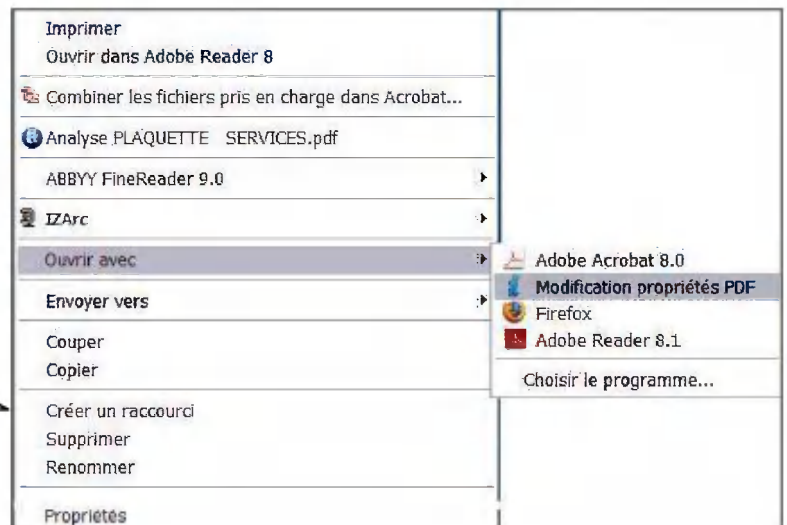 Imprimer
Ouvrir dans Adobe Reader 8
Combiner les fichiers pris en charge dans Acrobat...
Analyse PLAQUETTE SERVICES.pdf
ABBYY FineReader 9.0
IZArc
Ouvrir avec
Envoyer vers
Couper
Copier
Créer un raccourci
Supprimer
Renommer
Propriétés
Adobe Acrobat 8.0
Modification propriétés PDF
Firefox
Adobe Reader 8.1
Choisir le programme...